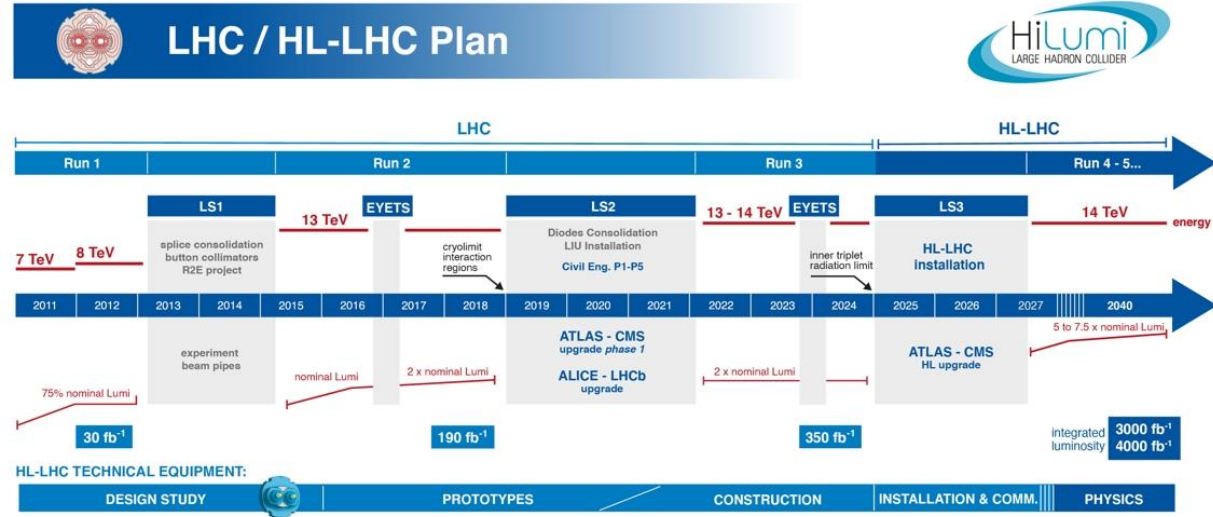 LHC / HL-LHC Plan
HiLumi
LARGE HADRON COLLIDER
LHC
HL-LHC
Run 1
Run 2
Run 3
Run 4 - 5...
LS1
EYETS
LS2
EYETS
LS3
7 TeV
8 TeV
splice consolidation
button collimators
R2E project
13 TeV
cryolimit
interaction
regions
Diodes Consolidation
LIU Installation
Civil Eng. P1-P5
13 - 14 TeV
inner triplet
radiation limit
HL-LHC
installation
14 TeV
energy
2011 2012 2013 2014 2015 2016 2017 2018 2019 2020 2021 2022 2023 2024 2025 2026 2027 2040
75% nominal Lumi
experiment
beam pipes
nominal Lumi
2 x nominal Lumi
ATLAS - CMS
upgrade phase 1
ALICE - LHCb
upgrade
2 x nominal Lumi
ATLAS - CMS
HL upgrade
5 to 7.5 x nominal Lumi
30 fb-1
190 fb-1
350 fb-1
integrated
luminosity
3000 fb-1
4000 fb-1
HL-LHC TECHNICAL EQUIPMENT:
DESIGN STUDY
PROTOTYPES
CONSTRUCTION
INSTALLATION & COMM.
PHYSICS